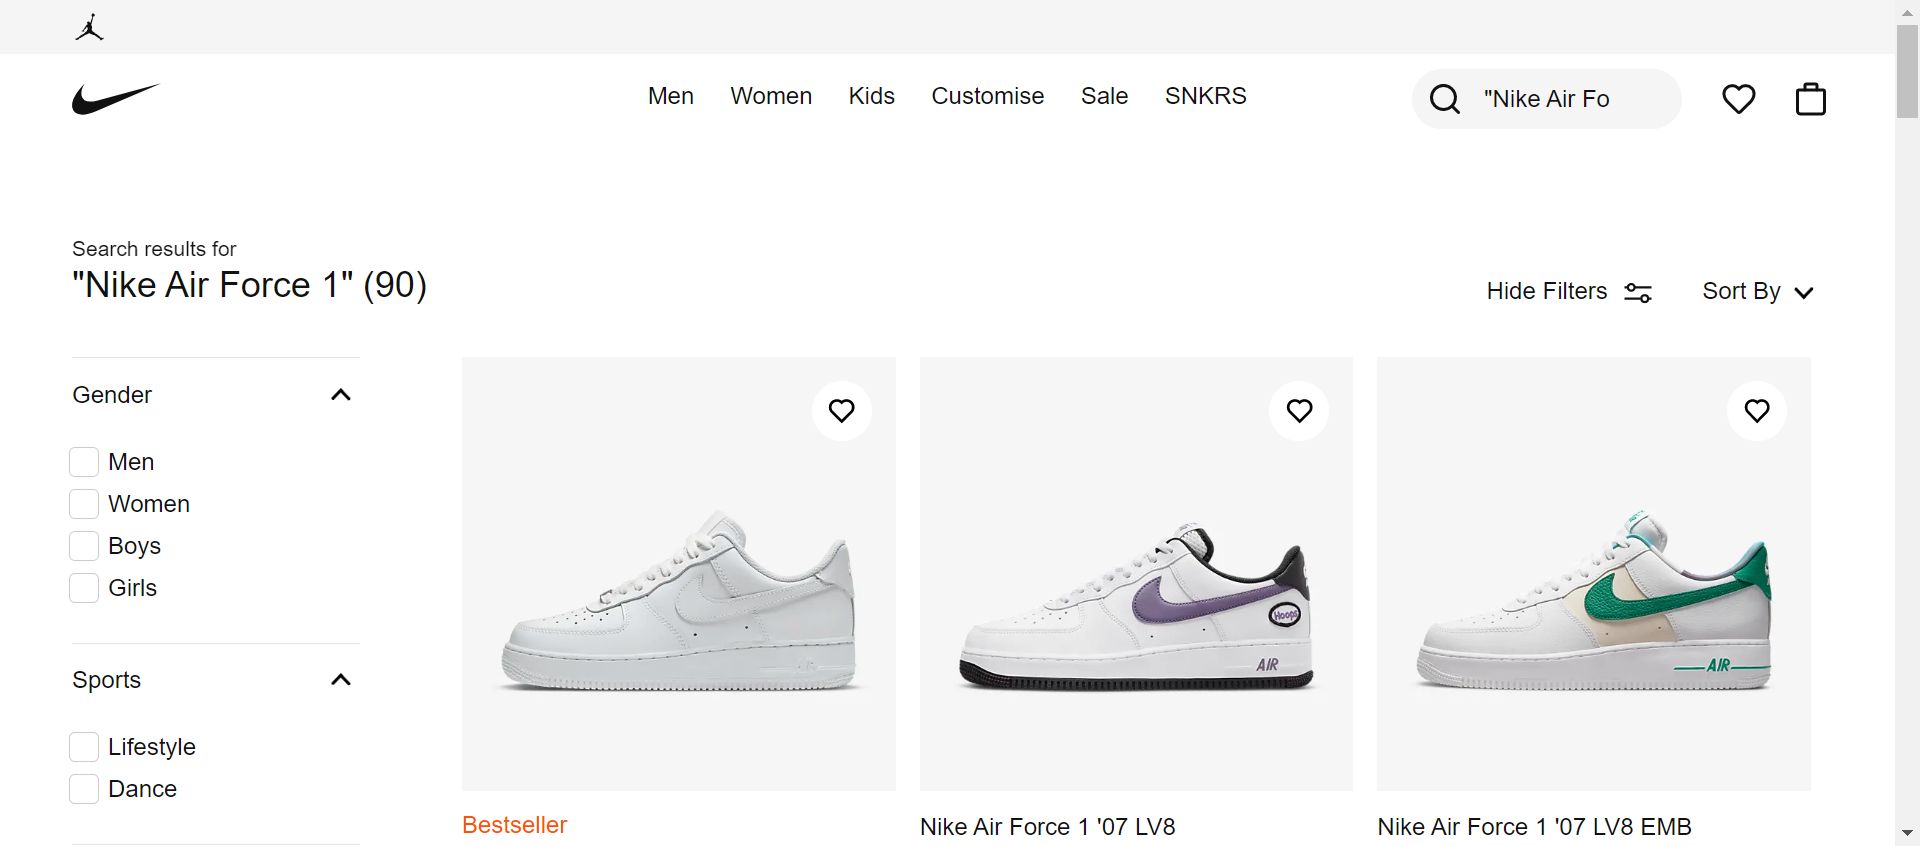 Men Women Kids Customise Sale SNKRS
"Nike Air Fo
Search results for
"Nike Air Force 1" (90)
Hide Filters
Sort By
Gender
Men
Women
Boys
Girls
Sports
Lifestyle
Dance
Hoops
AIR
AIR
Bestseller
Nike Air Force 1 '07 LV8
Nike Air Force 1 '07 LV8 EMB